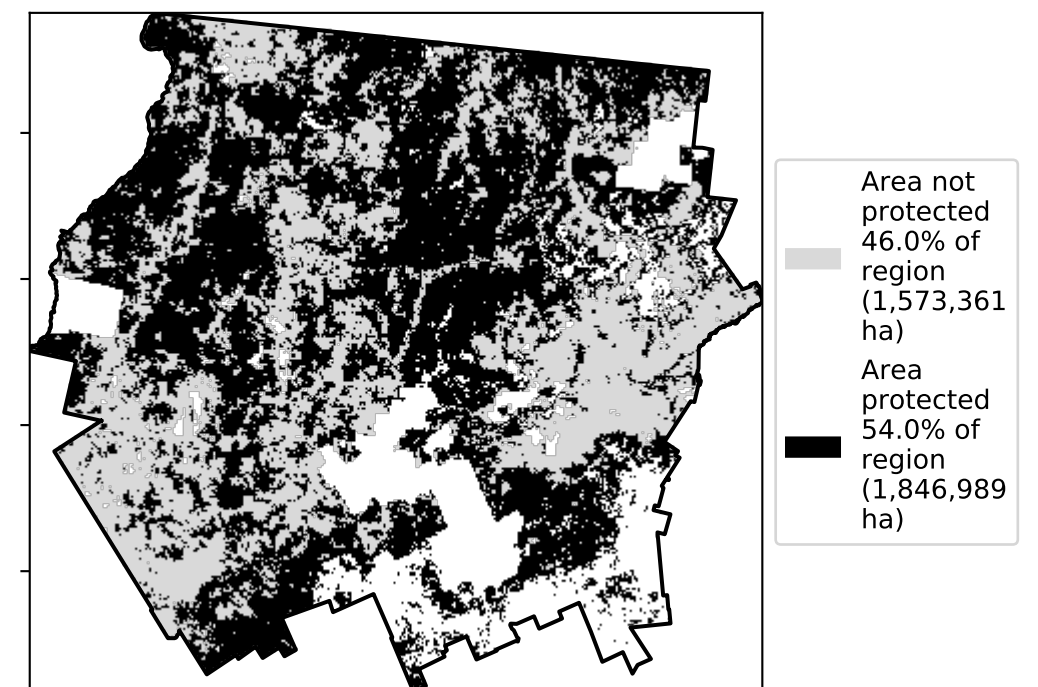 Area not
protected
46.0% of
region
(1,573,361
ha)
Area
protected
54.0% of
region
(1,846,989
ha)